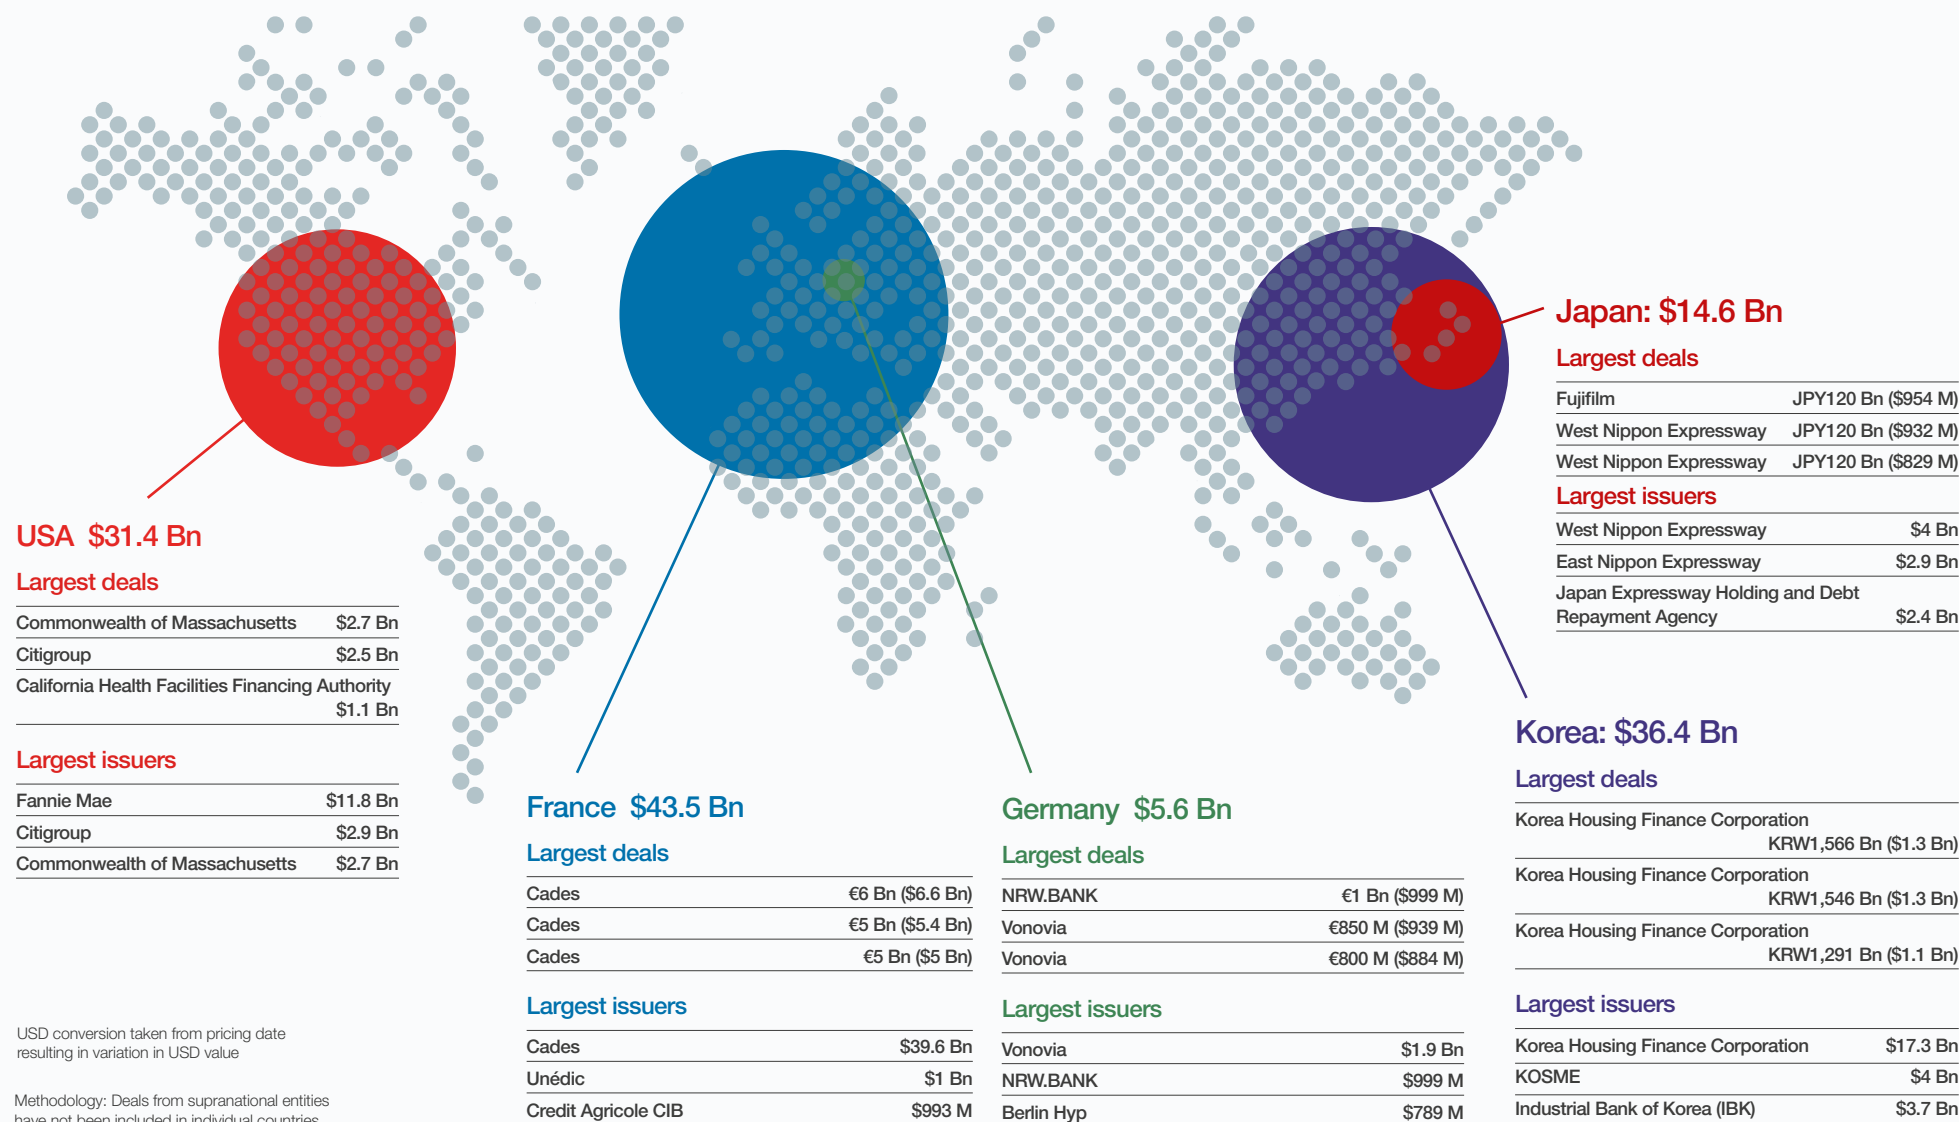 Japan: $14.6 Bn
Largest deals
Fujifilm JPY120 Bn ($954 M)
West Nippon Expressway JPY120 Bn ($932 M)
West Nippon Expressway JPY120 Bn ($829 M)
Largest issuers
West Nippon Expressway $4 Bn
East Nippon Expressway $2.9 Bn
Japan Expressway Holding and Debt
Repayment Agency $2.4 Bn
USA $31.4 Bn
Largest deals
Commonwealth of Massachusetts $2.7 Bn
Citigroup $2.5 Bn
California Health Facilities Financing Authority
$1.1 Bn
Largest issuers
Fannie Mae $11.8 Bn
Citigroup $2.9 Bn
Commonwealth of Massachusetts $2.7 Bn
USD conversion taken from pricing date
resulting in variation in USD value
Methodology: Deals from supranational entities
have not been included in individual countries
France $43.5 Bn
Largest deals
Cades €6 Bn ($6.6 Bn)
Cades €5 Bn ($5.4 Bn)
Cades €5 Bn ($5 Bn)
Largest issuers
Cades $39.6 Bn
Unédic $1 Bn
Credit Agricole CIB $993 M
Germany $5.6 Bn
Largest deals
NRW.BANK €1 Bn ($999 M)
Vonovia €850 M ($939 M)
Vonovia €800 M ($884 M)
Largest issuers
Vonovia $1.9 Bn
NRW.BANK $999 M
Berlin Hyp $789 M
Korea: $36.4 Bn
Largest deals
Korea Housing Finance Corporation
KRW1,566 Bn ($1.3 Bn)
Korea Housing Finance Corporation
KRW1,546 Bn ($1.3 Bn)
Korea Housing Finance Corporation
KRW1,291 Bn ($1.1 Bn)
Largest issuers
Korea Housing Finance Corporation $17.3 Bn
KOSME $4 Bn
Industrial Bank of Korea (IBK) $3.7 Bn